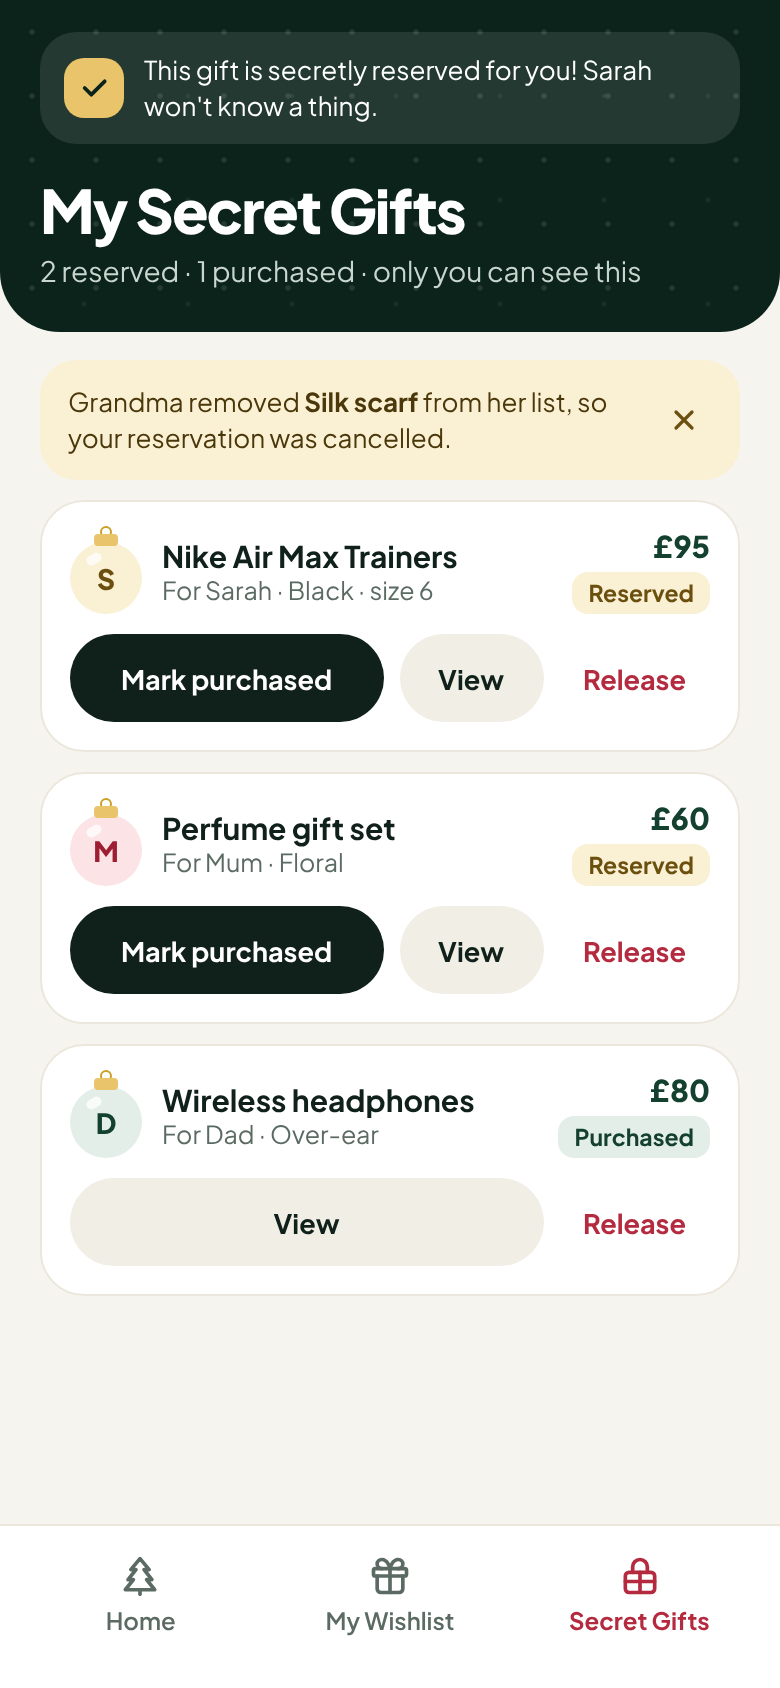 This gift is secretly reserved for you! Sarah
won't know a thing.
My Secret Gifts
2 reserved · 1 purchased · only you can see this
Grandma removed Silk scarf from her list, so
your reservation was cancelled.
S
Nike Air Max Trainers
For Sarah · Black · size 6
£95
Reserved
Mark purchased
View
Release
M
Perfume gift set
For Mum · Floral
£60
Reserved
Mark purchased
View
Release
D
Wireless headphones
For Dad · Over-ear
£80
Purchased
View
Release
Home
My Wishlist
Secret Gifts